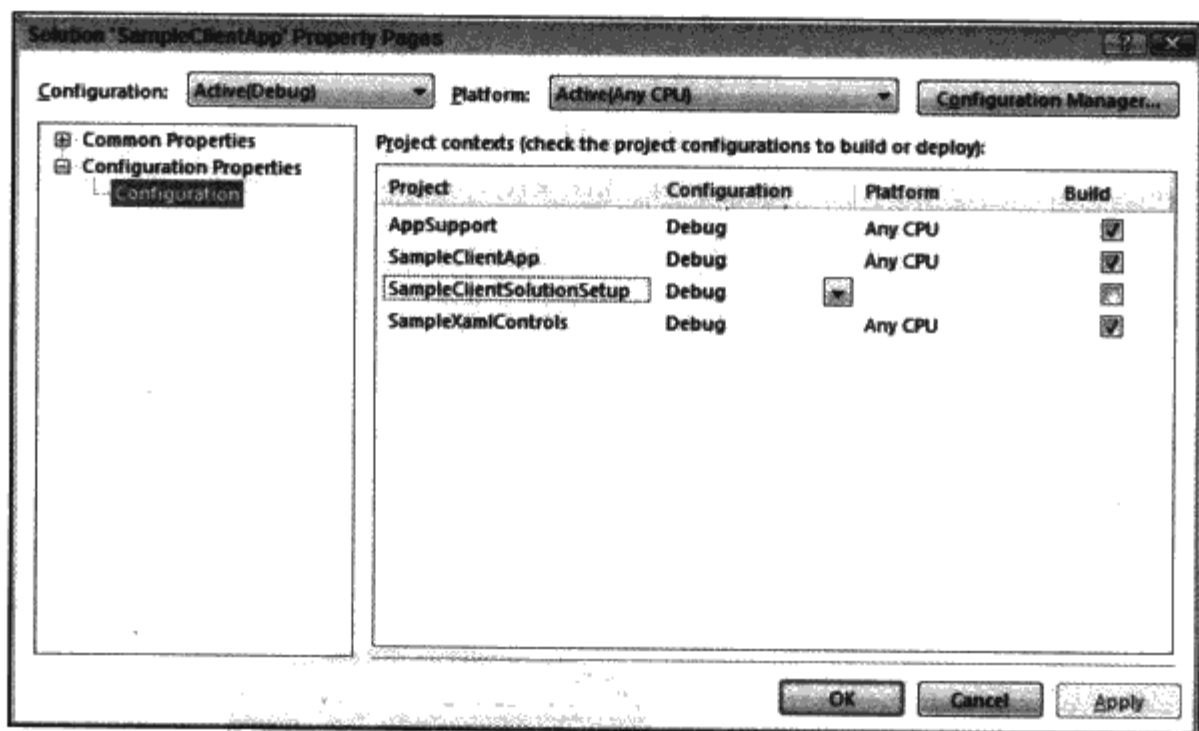 Solution 'SampleClientApp' Property Pages
Configuration: Active(Debug) Platform: Active(Any CPU) Configuration Manager...
Common Properties
Configuration Properties
Configuration
Project contexts (check the project configurations to build or deploy):
Project Configuration Platform Build
AppSupport Debug Any CPU
SampleClientApp Debug Any CPU
SampleClientSolutionSetup Debug
SampleXamlControls Debug Any CPU
OK Cancel Apply